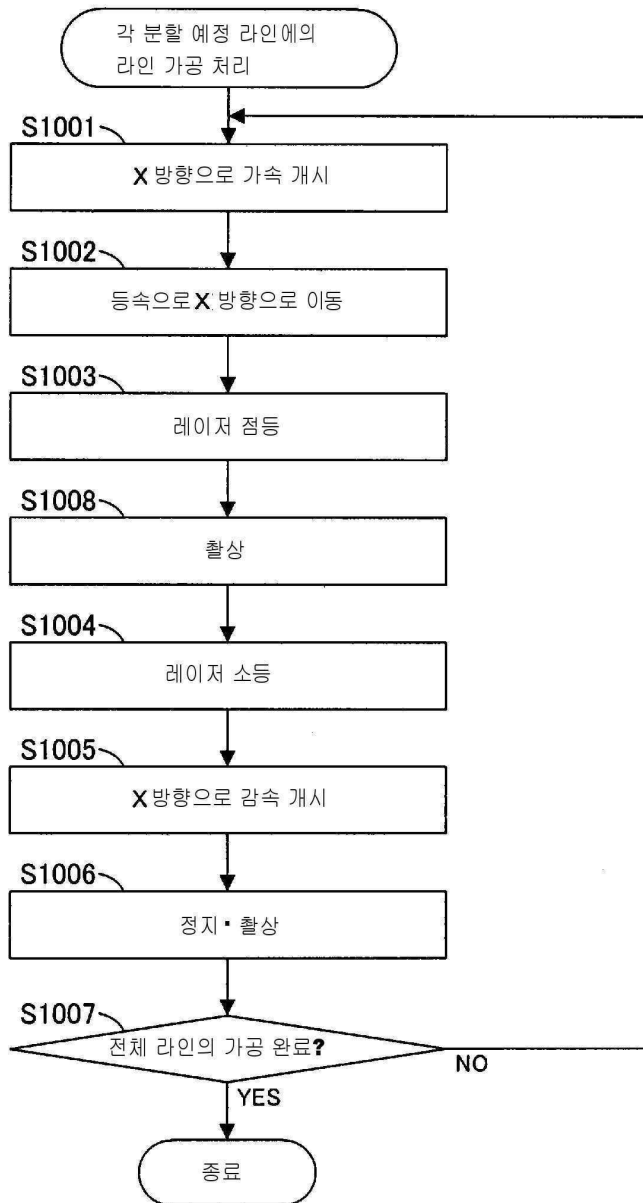 각 분할 예정 라인에의
라인 가공 처리
S1001
X 방향으로 가속 개시
S1002
등속으로 X 방향으로 이동
S1003
레이저 점등
S1008
촬상
S1004
레이저 소등
S1005
X 방향으로 감속 개시
S1006
정지·촬상
S1007
전체 라인의 가공 완료?
NO
YES
종료